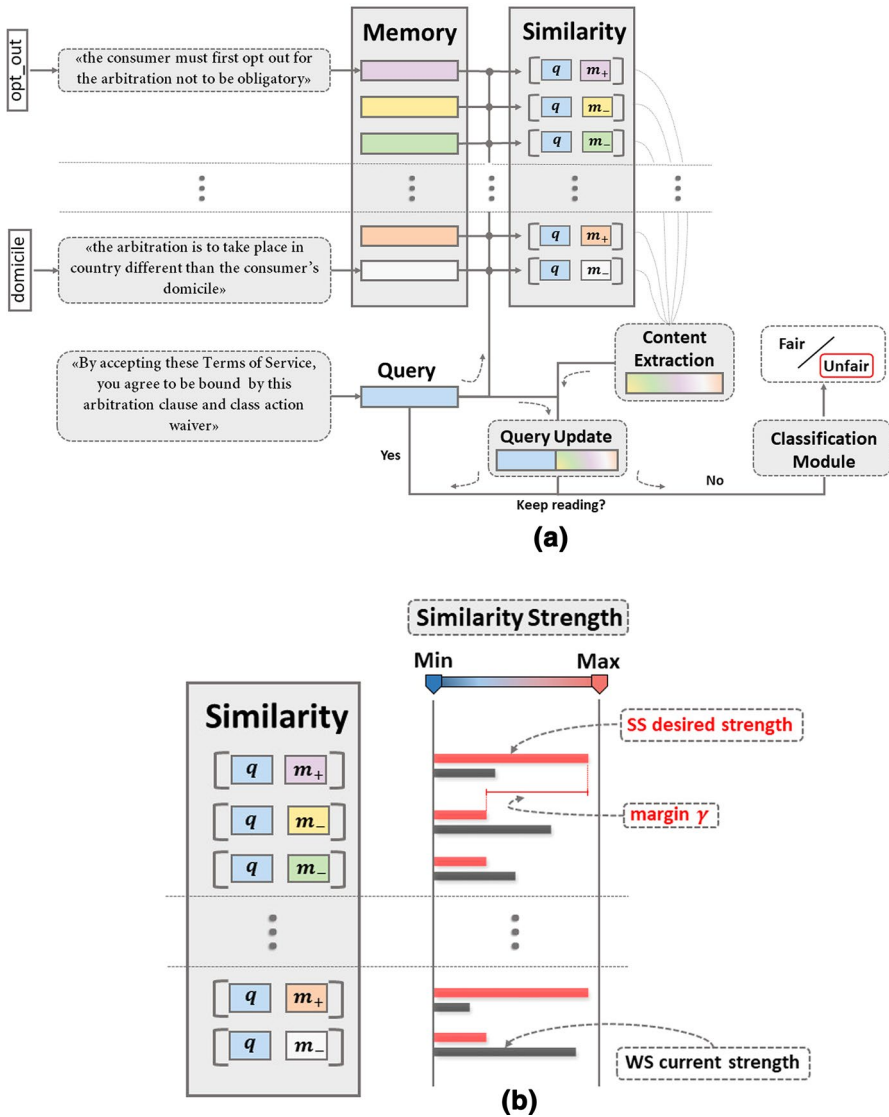 Memory
Similarity
opt_out
«the consumer must first opt out for
the arbitration not to be obligatory»
q m₊
q m₋
q m₋
domicile
«the arbitration is to take place in
country different than the consumer's
domicile»
q m₊
q m₋
«By accepting these Terms of Service,
you agree to be bound by this
arbitration clause and class action
waiver»
Query
Content
Extraction
Fair
Unfair
Query Update
Classification
Module
Yes
No
Keep reading?
(a)
Similarity Strength
Min Max
Similarity
SS desired strength
q m₊
margin γ
q m₋
q m₋
q m₊
q m₋
WS current strength
(b)